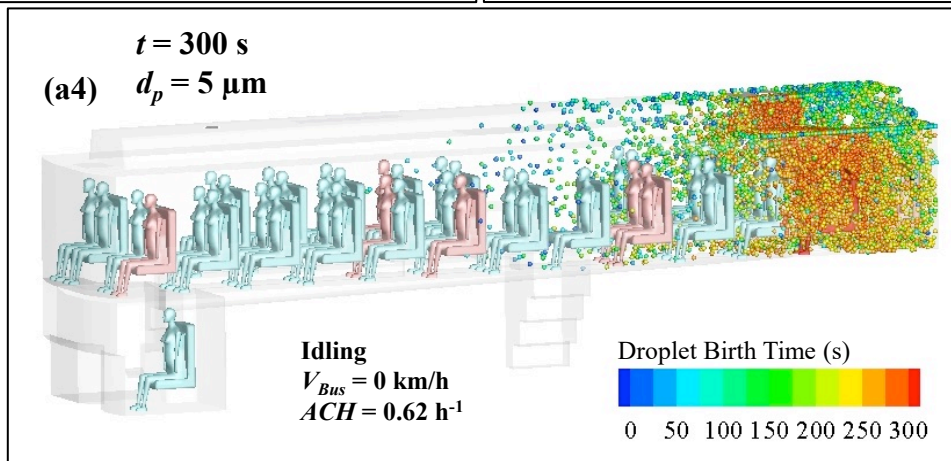 t = 300 s
(a4) d_p = 5 µm
Idling
V_Bus = 0 km/h
ACH = 0.62 h⁻¹
Droplet Birth Time (s)
0 50 100 150 200 250 300